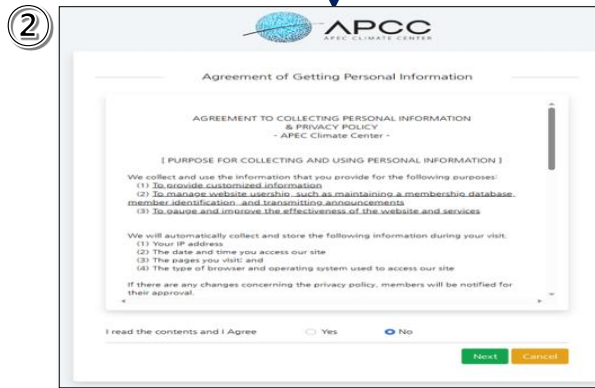 ②
APCC
APEC CLIMATE CENTER
Agreement of Getting Personal Information
AGREEMENT TO COLLECTING PERSONAL INFORMATION
& PRIVACY POLICY
- APEC Climate Center -
[ PURPOSE FOR COLLECTING AND USING PERSONAL INFORMATION ]
We collect and use the information that you provide for the following purposes:
(1) To provide customized information
(2) To manage website usership, such as maintaining a membership database,
member identification, and transmitting announcements
(3) To gauge and improve the effectiveness of the website and services
We will automatically collect and store the following information during your visit.
(1) Your IP address
(2) The date and time you access our site
(3) The pages you visit; and
(4) The type of browser and operating system used to access our site
If there are any changes concerning the privacy policy, members will be notified for
their approval.
I read the contents and I Agree Yes No
Next Cancel